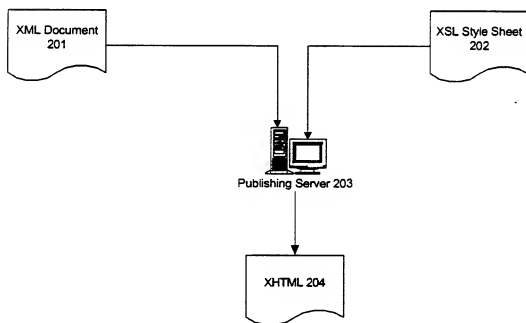 XML Document
201
XSL Style Sheet
202
Publishing Server 203
XHTML 204